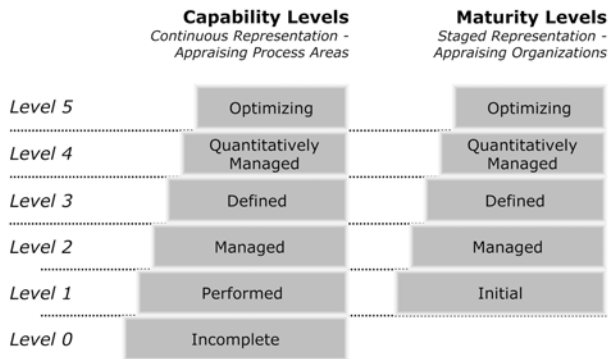 Capability Levels Maturity Levels
Continuous Representation - Staged Representation -
Appraising Process Areas Appraising Organizations
Level 5 Optimizing Optimizing
Level 4 Quantitatively Managed Quantitatively Managed
Level 3 Defined Defined
Level 2 Managed Managed
Level 1 Performed Initial
Level 0 Incomplete